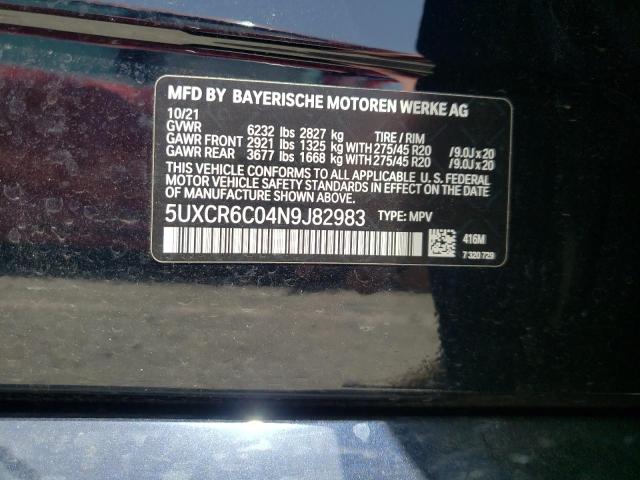 MFD BY BAYERISCHE MOTOREN WERKE AG
10/21
GVWR 6232 lbs 2827 kg TIRE / RIM
GAWR FRONT 2921 lbs 1325 kg WITH 275/45 R20 /9.0J x 20
GAWR REAR 3677 lbs 1668 kg WITH 275/45 R20 /9.0J x 20
THIS VEHICLE CONFORMS TO ALL APPLICABLE U. S. FEDERAL
MOTOR VEHICLE SAFETY STANDARDS IN EFFECT ON THE DATE
OF MANUFACTURE SHOWN ABOVE.
5UXCR6C04N9J82983 TYPE: MPV
416M
7 320 729